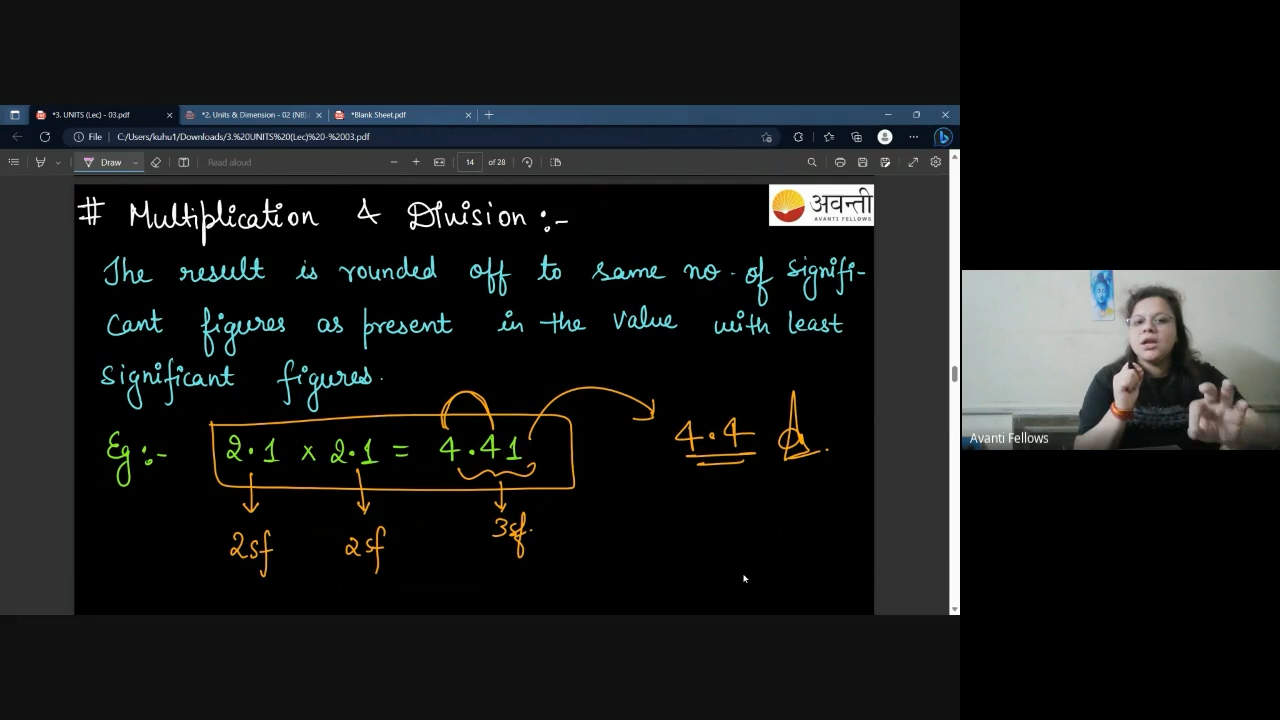 *3. UNITS (Lec) - 03.pdf
*2. Units & Dimension - 02 (NB).
*Blank Sheet.pdf
File
C:/Users/kuhu1/Downloads/3.%20UNITS%20(Lec)%20-%2003.pdf
Draw
Read aloud
14 of 28
# Multiplication & Division :-
अवन्ती
AVANTI FELLOWS
The result is rounded off to same no. of signifi-
cant figures as present in the value with least
significant figures.
Eg :- 2.1 x 2.1 = 4.41
4.4
2sf 2sf 3sf.
Avanti Fellows